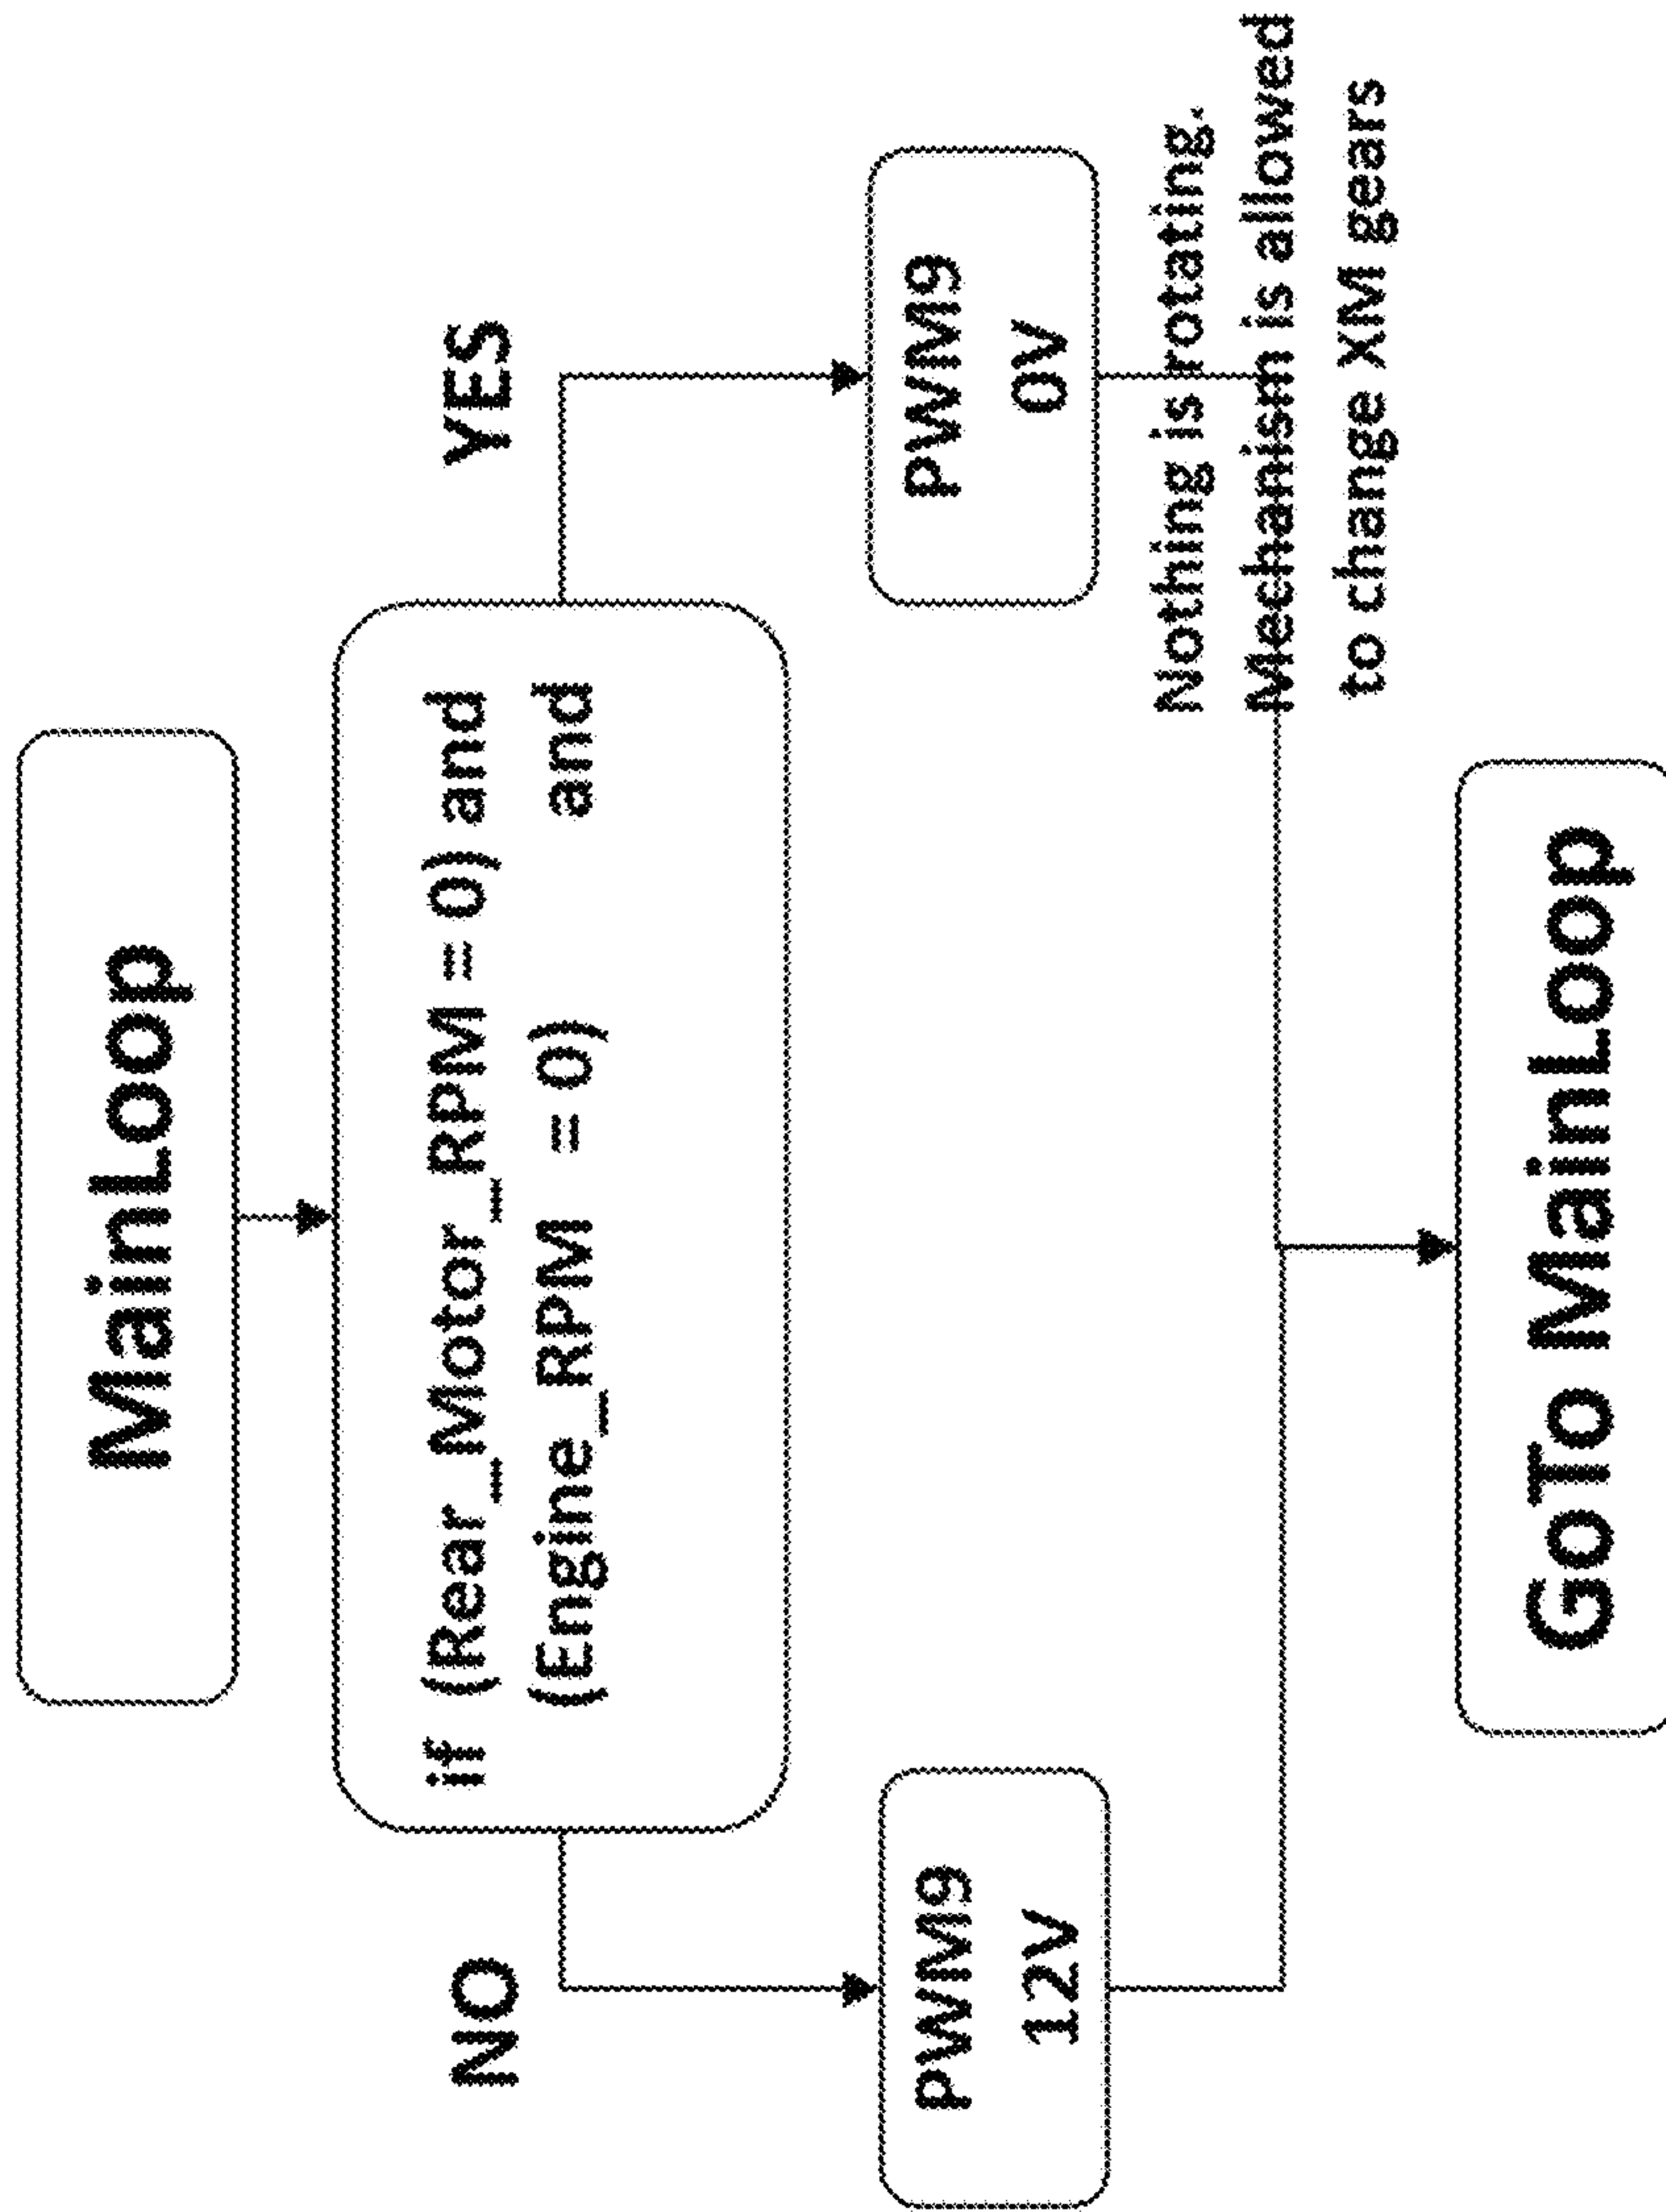 MainLoop
if (Rear_Motor_RPM = 0) and
(Engine_RPM = 0) and
NO
YES
PWM9
12V
PWM9
0V
Nothing is rotating.
Mechanism is allowed
to change XM gears
GoTo MainLoop